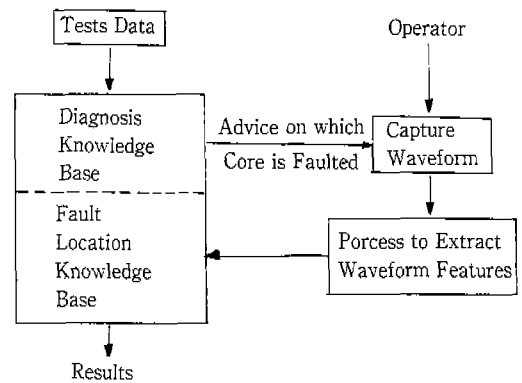 Tests Data
Operator
Diagnosis
Knowledge
Base
Advice on which
Core is Faulted
Capture
Waveform
Fault
Location
Knowledge
Base
Porcess to Extract
Waveform Features
Results